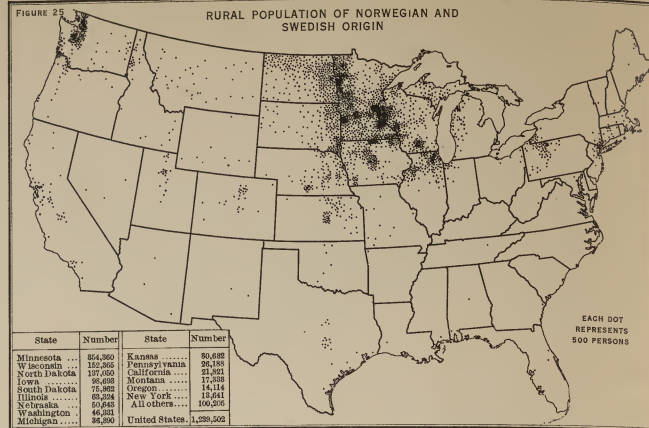 FIGURE 25
RURAL POPULATION OF NORWEGIAN AND
SWEDISH ORIGIN
EACH DOT
REPRESENTS
500 PERSONS
State Number State Number
Minnesota ... 354,360 Kansas ....... 30,682
Wisconsin ... 152,365 Pennsylvania 26,188
North Dakota 137,050 California .... 21,821
Iowa ........ 98,693 Montana ..... 17,338
South Dakota 75,862 Oregon ....... 14,114
Illinois ....... 63,324 New York .... 13,641
Nebraska .... 50,643 All others.... 100,205
Washington . 46,331
Michigan .... 36,890 United States. 1,239,502